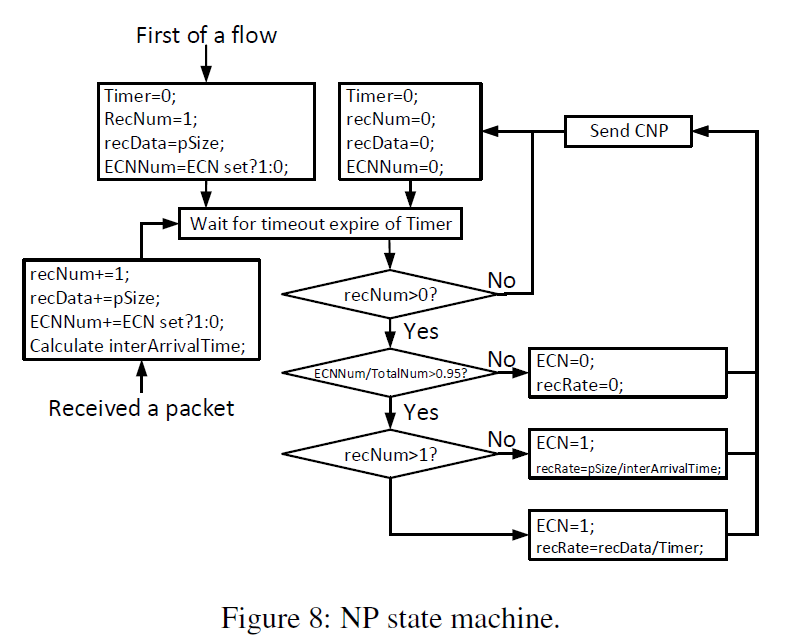 First of a flow
Timer=0;
RecNum=1;
recData=pSize;
ECNNum=ECN set?1:0;
Timer=0;
recNum=0;
recData=0;
ECNNum=0;
Send CNP
Wait for timeout expire of Timer
recNum+=1;
recData+=pSize;
ECNNum+=ECN set?1:0;
Calculate interArrivalTime;
Received a packet
recNum>0?
No
Yes
ECNNum/TotalNum>0.95?
No
ECN=0;
recRate=0;
Yes
recNum>1?
No
ECN=1;
recRate=pSize/interArrivalTime;
ECN=1;
recRate=recData/Timer;
Figure 8: NP state machine.